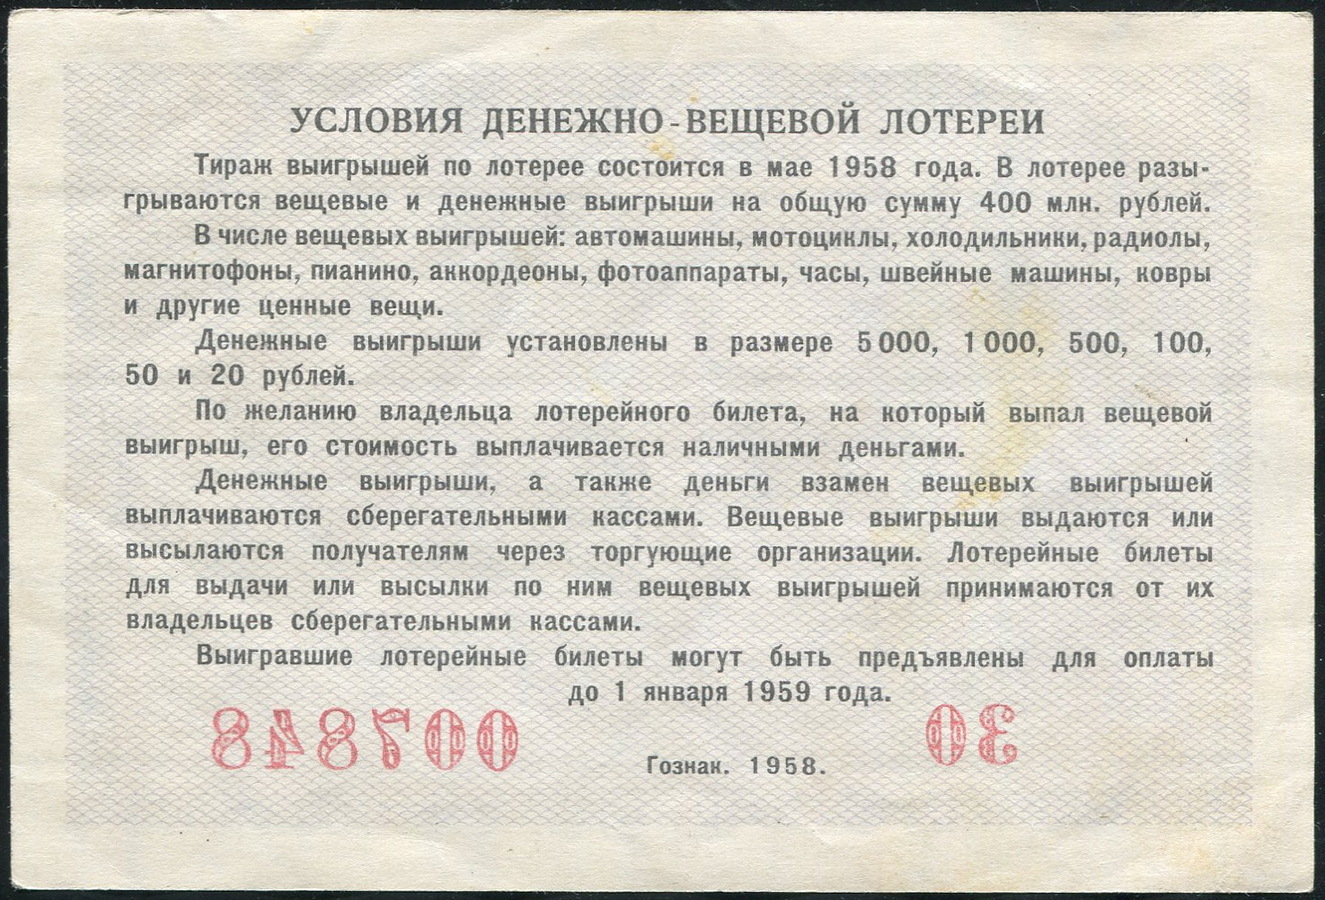 УСЛОВИЯ ДЕНЕЖНО-ВЕЩЕВОЙ ЛОТЕРЕИ
Тираж выигрышей по лотерее состоится в мае 1958 года. В лотерее разы-
грываются вещевые и денежные выигрыши на общую сумму 400 млн. рублей.
В числе вещевых выигрышей: автомашины, мотоциклы, холодильники, радиолы,
магнитофоны, пианино, аккордеоны, фотоаппараты, часы, швейные машины, ковры
и другие ценные вещи.
Денежные выигрыши установлены в размере 5 000, 1 000, 500, 100,
50 и 20 рублей.
По желанию владельца лотерейного билета, на который выпал вещевой
выигрыш, его стоимость выплачивается наличными деньгами.
Денежные выигрыши, а также деньги взамен вещевых выигрышей
выплачиваются сберегательными кассами. Вещевые выигрыши выдаются или
высылаются получателям через торгующие организации. Лотерейные билеты
для выдачи или высылки по ним вещевых выигрышей принимаются от их
владельцев сберегательными кассами.
Выигравшие лотерейные билеты могут быть предъявлены для оплаты
до 1 января 1959 года.
007848
30
Гознак. 1958.